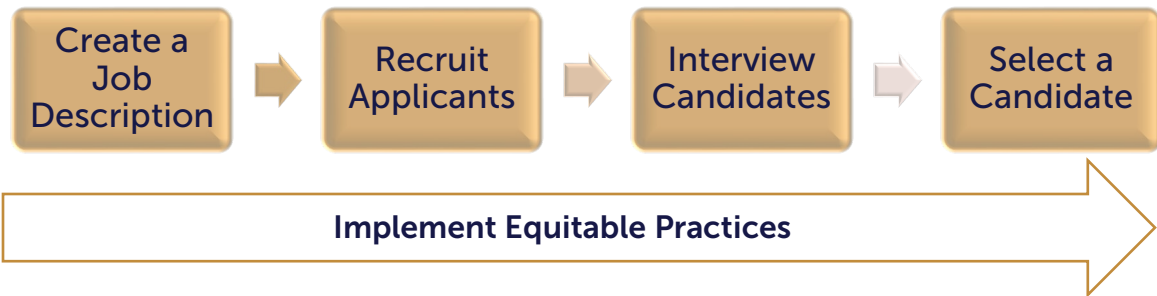 Create a
Job
Description
Recruit
Applicants
Interview
Candidates
Select a
Candidate
Implement Equitable Practices